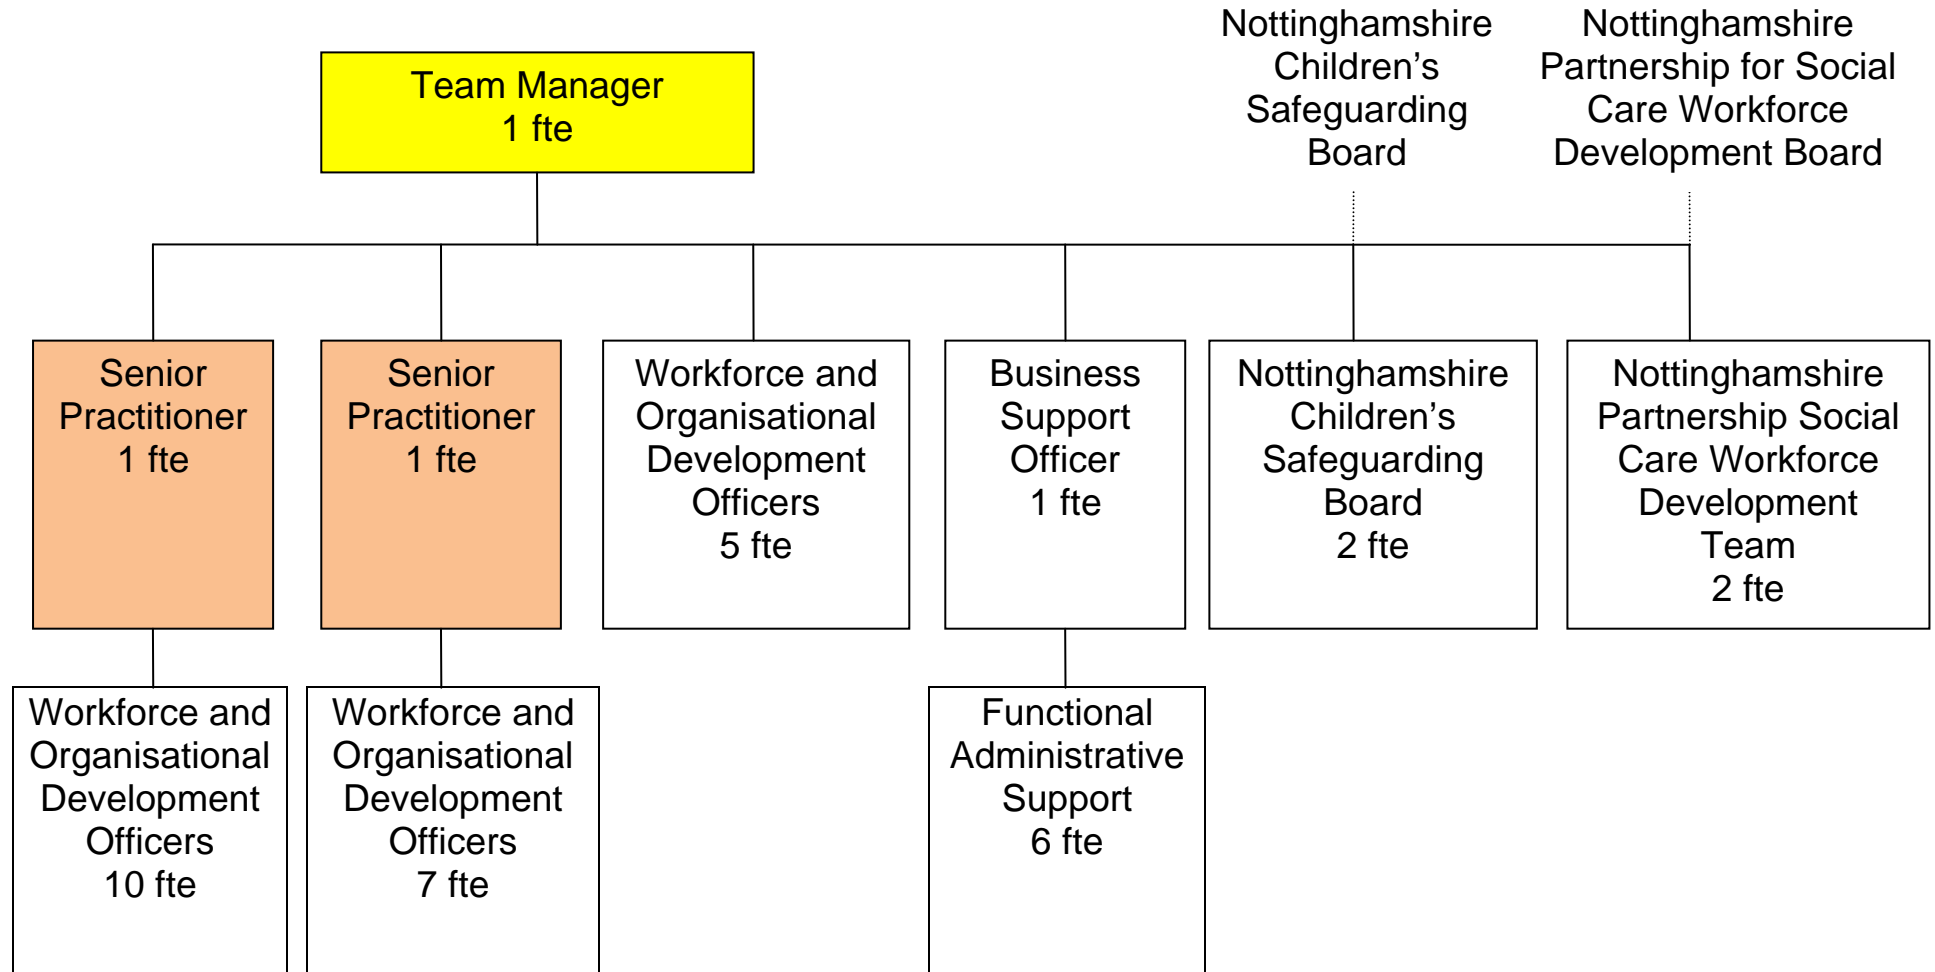 Team Manager
1 fte
Nottinghamshire
Children’s
Safeguarding
Board
Nottinghamshire
Partnership for Social
Care Workforce
Development Board
Senior
Practitioner
1 fte
Senior
Practitioner
1 fte
Workforce and
Organisational
Development
Officers
5 fte
Business
Support
Officer
1 fte
Nottinghamshire
Children’s
Safeguarding
Board
2 fte
Nottinghamshire
Partnership Social
Care Workforce
Development
Team
2 fte
Workforce and
Organisational
Development
Officers
10 fte
Workforce and
Organisational
Development
Officers
7 fte
Functional
Administrative
Support
6 fte